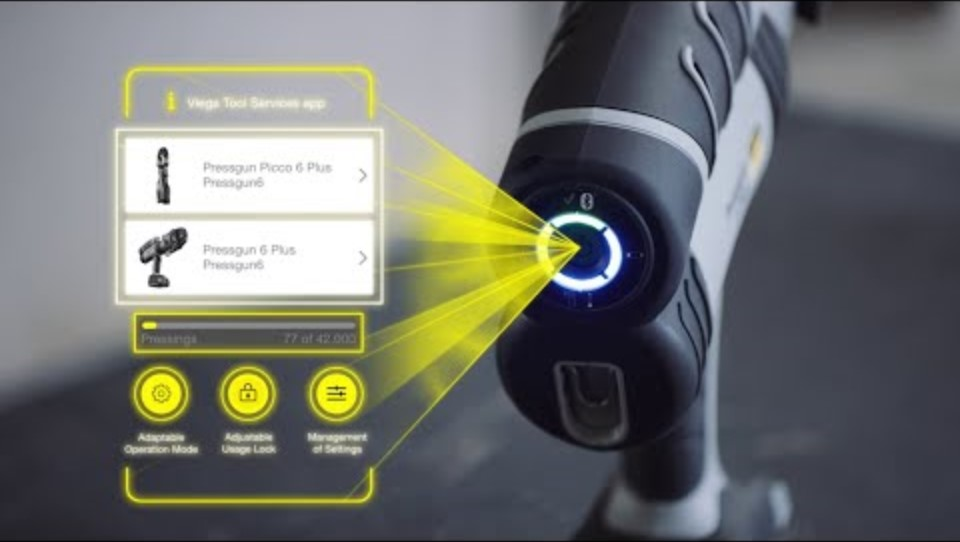 i Viega Tool Services app
Pressgun Picco 6 Plus
Pressgun6
Pressgun 6 Plus
Pressgun6
Pressings 77 of 42.000
Adaptable
Operation Mode
Adjustable
Usage Lock
Management
of Settings